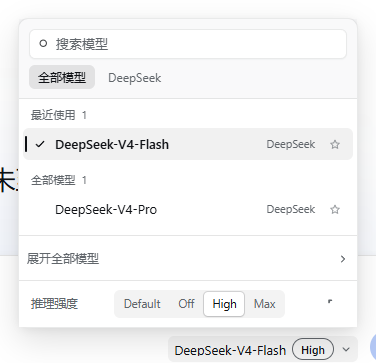 搜索模型
全部模型 DeepSeek
最近使用 1
DeepSeek-V4-Flash DeepSeek
全部模型 1
DeepSeek-V4-Pro DeepSeek
展开全部模型
推理强度 Default Off High Max
DeepSeek-V4-Flash High